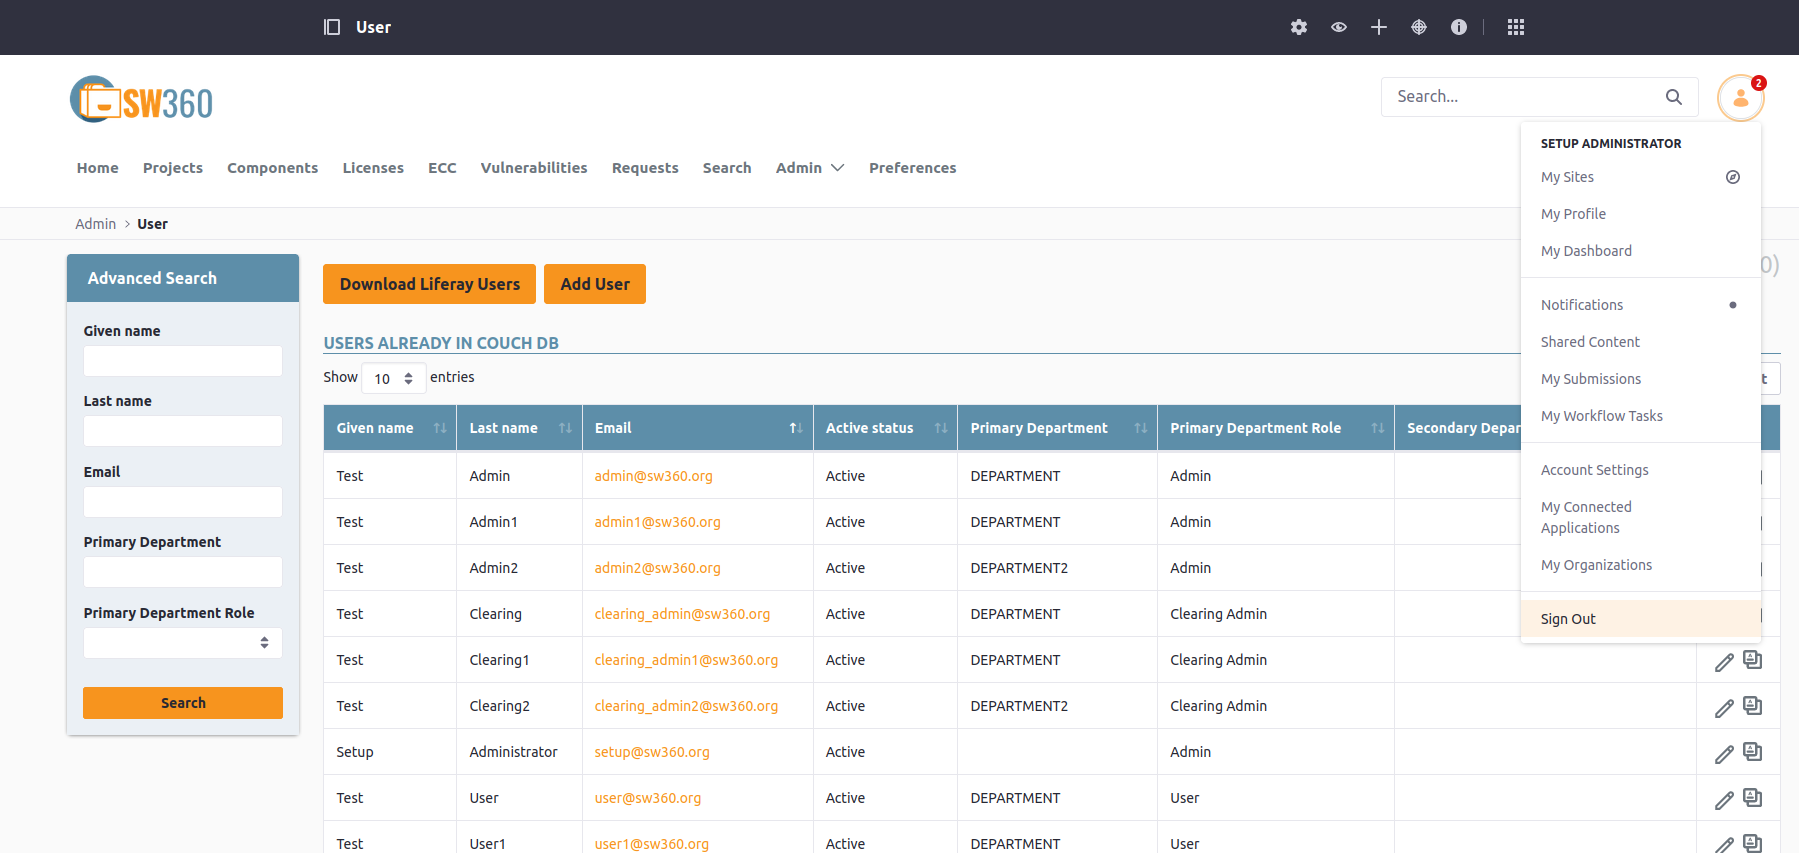 User
SW360
Search...
2
Home Projects Components Licenses ECC Vulnerabilities Requests Search Admin Preferences
SETUP ADMINISTRATOR
My Sites
My Profile
My Dashboard
Notifications
Shared Content
My Submissions
My Workflow Tasks
Account Settings
My Connected
Applications
My Organizations
Sign Out
Admin > User
Advanced Search
Given name
Last name
Email
Primary Department
Primary Department Role
Search
Download Liferay Users Add User
0)
USERS ALREADY IN COUCH DB
Show 10 entries
t
Given name Last name Email Active status Primary Department Primary Department Role Secondary Depar
Test Admin admin@sw360.org Active DEPARTMENT Admin
Test Admin1 admin1@sw360.org Active DEPARTMENT Admin
Test Admin2 admin2@sw360.org Active DEPARTMENT2 Admin
Test Clearing clearing_admin@sw360.org Active DEPARTMENT Clearing Admin
Test Clearing1 clearing_admin1@sw360.org Active DEPARTMENT Clearing Admin
Test Clearing2 clearing_admin2@sw360.org Active DEPARTMENT2 Clearing Admin
Setup Administrator setup@sw360.org Active Admin
Test User user@sw360.org Active DEPARTMENT User
Test User1 user1@sw360.org Active DEPARTMENT User